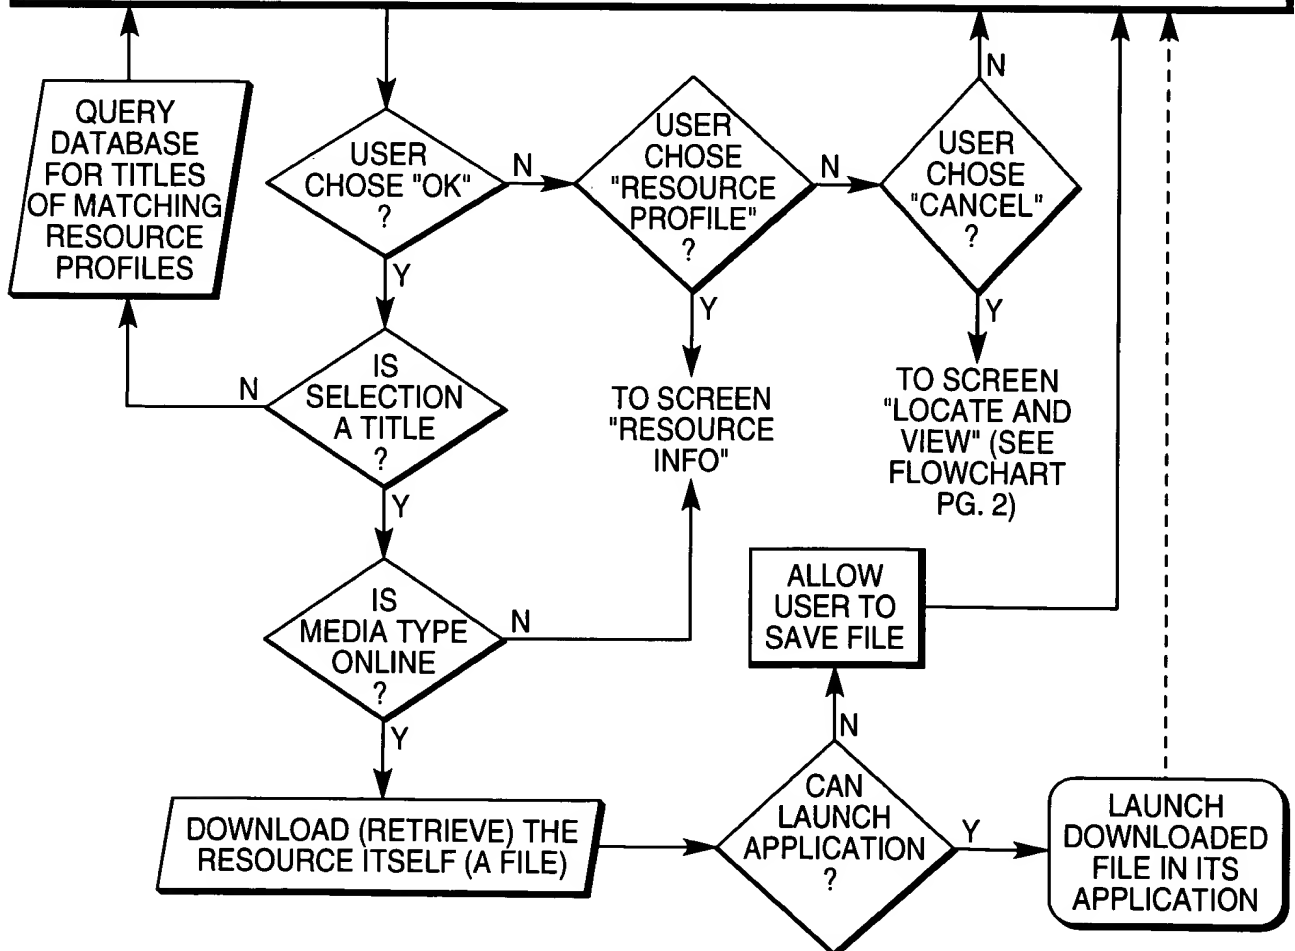 QUERY
DATABASE
FOR TITLES
OF MATCHING
RESOURCE
PROFILES
USER
CHOSE "OK"
?
N
Y
USER
CHOSE
"RESOURCE
PROFILE"
?
N
Y
USER
CHOSE
"CANCEL"
?
N
Y
IS
SELECTION
A TITLE
?
N
Y
TO SCREEN
"RESOURCE
INFO"
TO SCREEN
"LOCATE AND
VIEW" (SEE
FLOWCHART
PG. 2)
IS
MEDIA TYPE
ONLINE
?
N
Y
ALLOW
USER TO
SAVE FILE
DOWNLOAD (RETRIEVE) THE
RESOURCE ITSELF (A FILE)
CAN
LAUNCH
APPLICATION
?
N
Y
LAUNCH
DOWNLOADED
FILE IN ITS
APPLICATION